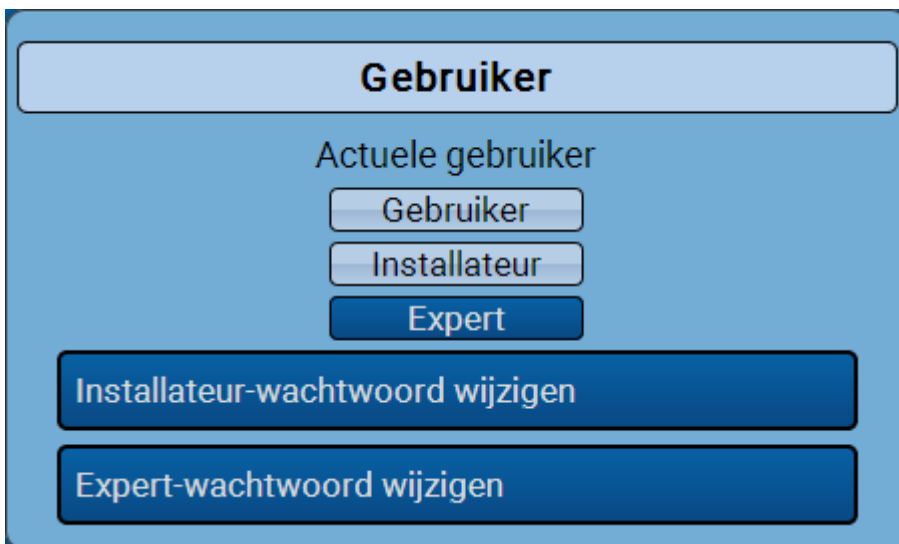 Gebruiker
Actuele gebruiker
Gebruiker
Installateur
Expert
Installateur-wachtwoord wijzigen
Expert-wachtwoord wijzigen